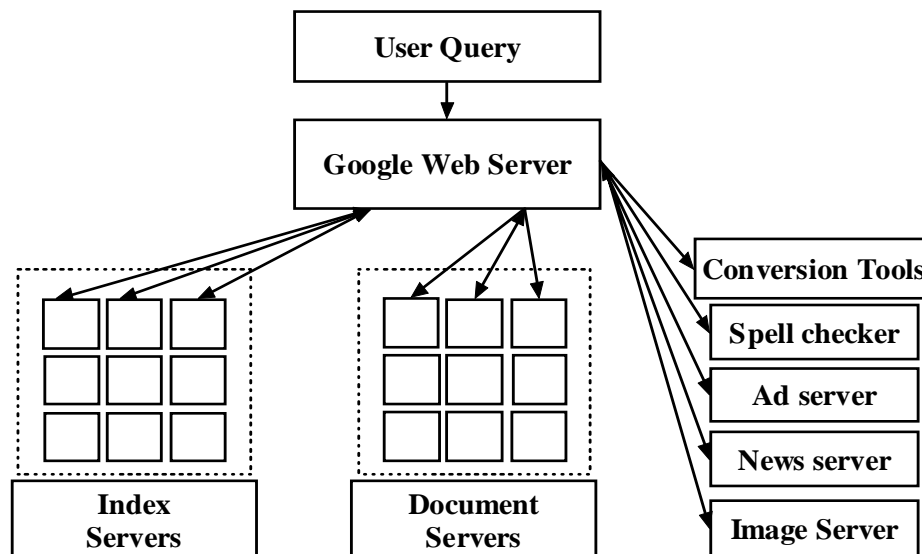 User Query
Google Web Server
Conversion Tools
Spell checker
Ad server
News server
Image Server
Index
Servers
Document
Servers